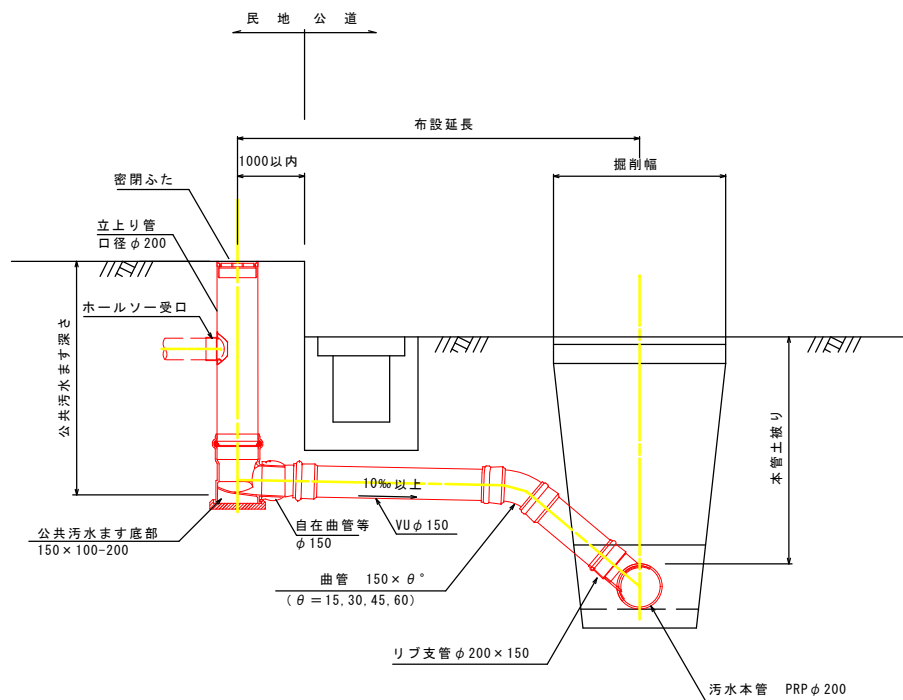 民地 公道
布設延長
1000以内
掘削幅
密閉ふた
立上り管
口径φ200
ホールソー受口
公共汚水ます深さ
本管土被り
10‰以上
自在曲管等
φ150
VUφ150
公共汚水ます底部
150×100-200
曲管 150×θ°
(θ=15,30,45,60)
リブ支管φ200×150
汚水本管 PRPφ200